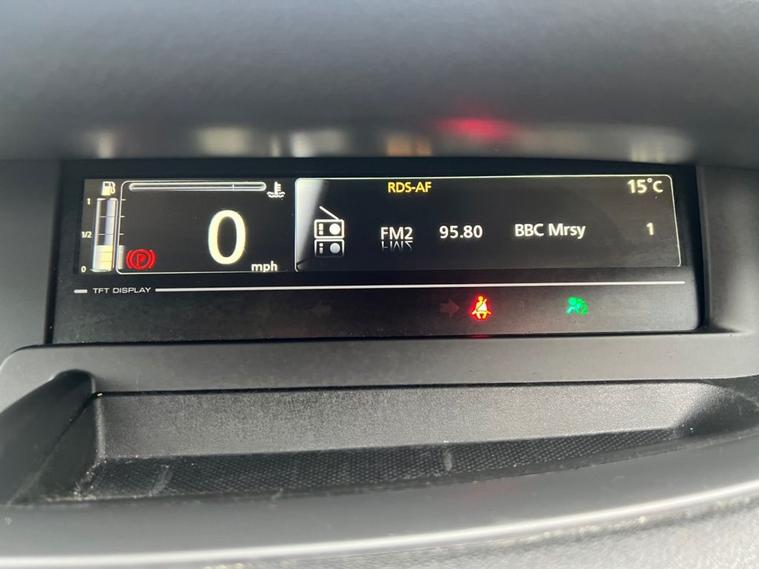 RDS-AF 15°C
1
1/2
0
P
0
mph
FM2 95.80 BBC Mrsy 1
TFT DISPLAY